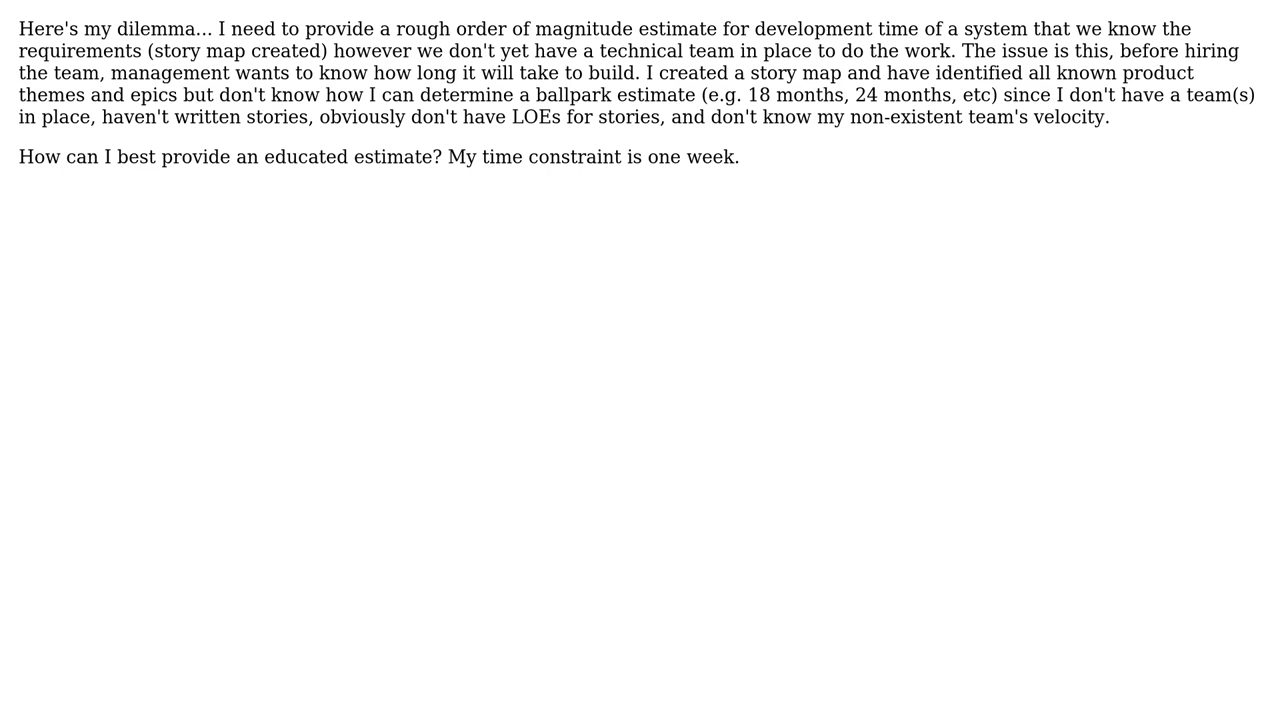 Here's my dilemma... I need to provide a rough order of magnitude estimate for development time of a system that we know the
requirements (story map created) however we don't yet have a technical team in place to do the work. The issue is this, before hiring
the team, management wants to know how long it will take to build. I created a story map and have identified all known product
themes and epics but don't know how I can determine a ballpark estimate (e.g. 18 months, 24 months, etc) since I don't have a team(s)
in place, haven't written stories, obviously don't have LOEs for stories, and don't know my non-existent team's velocity.
How can I best provide an educated estimate? My time constraint is one week.